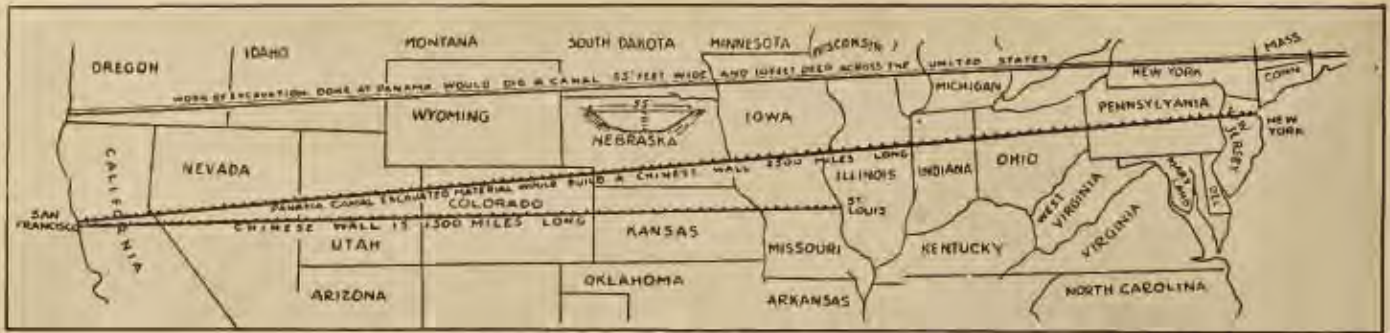 OREGON
IDAHO
MONTANA
SOUTH DAKOTA
MINNESOTA
WISCONSIN
MASS
CONN
WORK OF EXCAVATION DONE AT PANAMA WOULD DIG A CANAL 55 FEET WIDE AND 10 FEET DEEP ACROSS THE UNITED STATES
MICHIGAN
NEW YORK
WYOMING
55
10
NEBRASKA
IOWA
PENNSYLVANIA
NEW JERSEY
NEW
YORK
CALIFORNIA
NEVADA
PANAMA CANAL EXCAVATED MATERIAL WOULD BUILD A CHINESE WALL 2500 MILES LONG
ILLINOIS
INDIANA
OHIO
MARYLAND
DEL
COLORADO
WEST
VIRGINIA
ST.
LOUIS
SAN
FRANCISCO
CHINESE WALL IS 1500 MILES LONG
UTAH
KANSAS
MISSOURI
KENTUCKY
VIRGINIA
ARIZONA
OKLAHOMA
ARKANSAS
NORTH CAROLINA